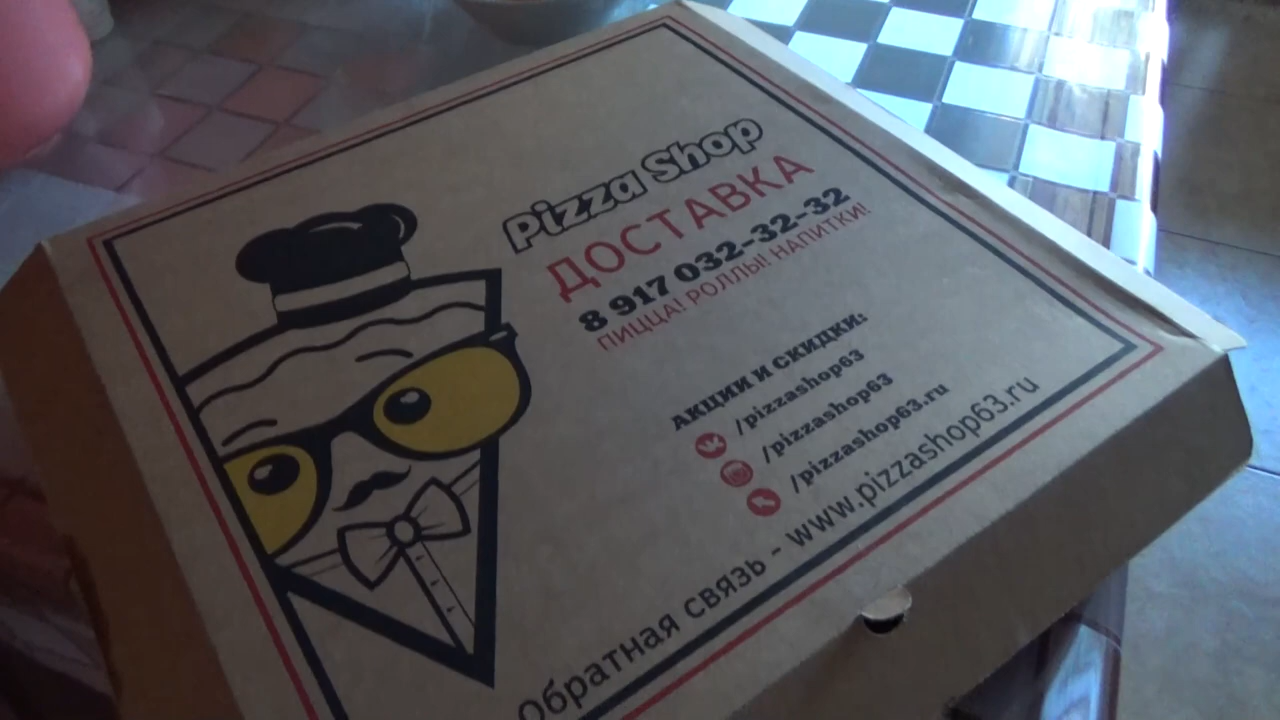 Pizza Shop
ДОСТАВКА
8 917 032-32-32
ПИЦЦА! РОЛЛЫ! НАПИТКИ!
АКЦИИ И СКИДКИ:
/pizzashop63
/pizzashop63
/pizzashop63.ru
Обратная связь - www.pizzashop63.ru